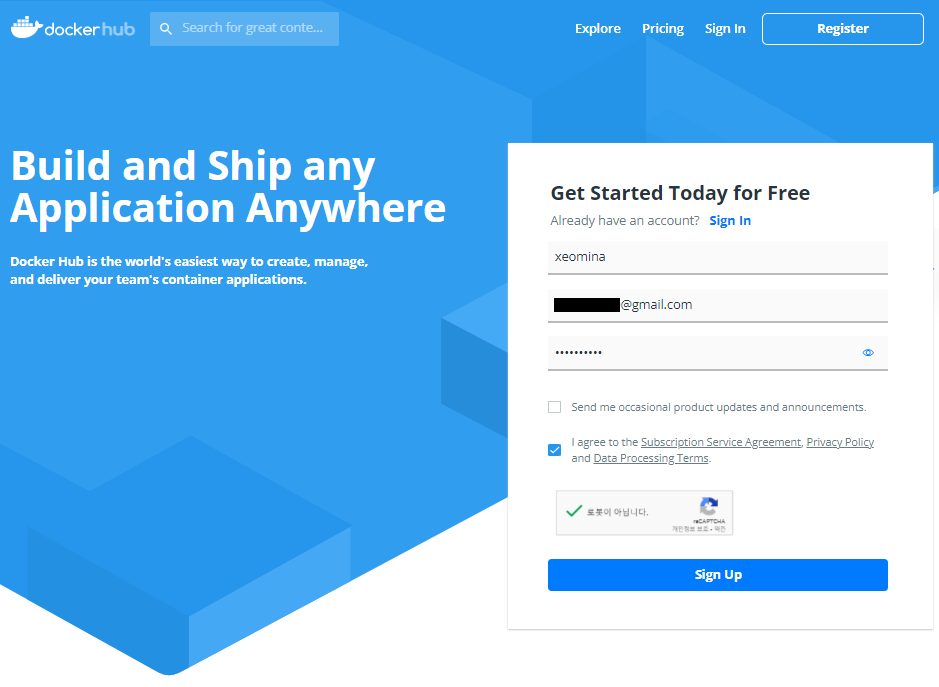 dockerhub
Search for great conte...
Explore
Pricing
Sign In
Register
Build and Ship any
Application Anywhere
Docker Hub is the world's easiest way to create, manage,
and deliver your team's container applications.
Get Started Today for Free
Already have an account? Sign In
xeomina
@gmail.com
••••••••••
Send me occasional product updates and announcements.
I agree to the Subscription Service Agreement, Privacy Policy
and Data Processing Terms.
로봇이 아닙니다.
reCAPTCHA
개인정보 보호 - 약관
Sign Up